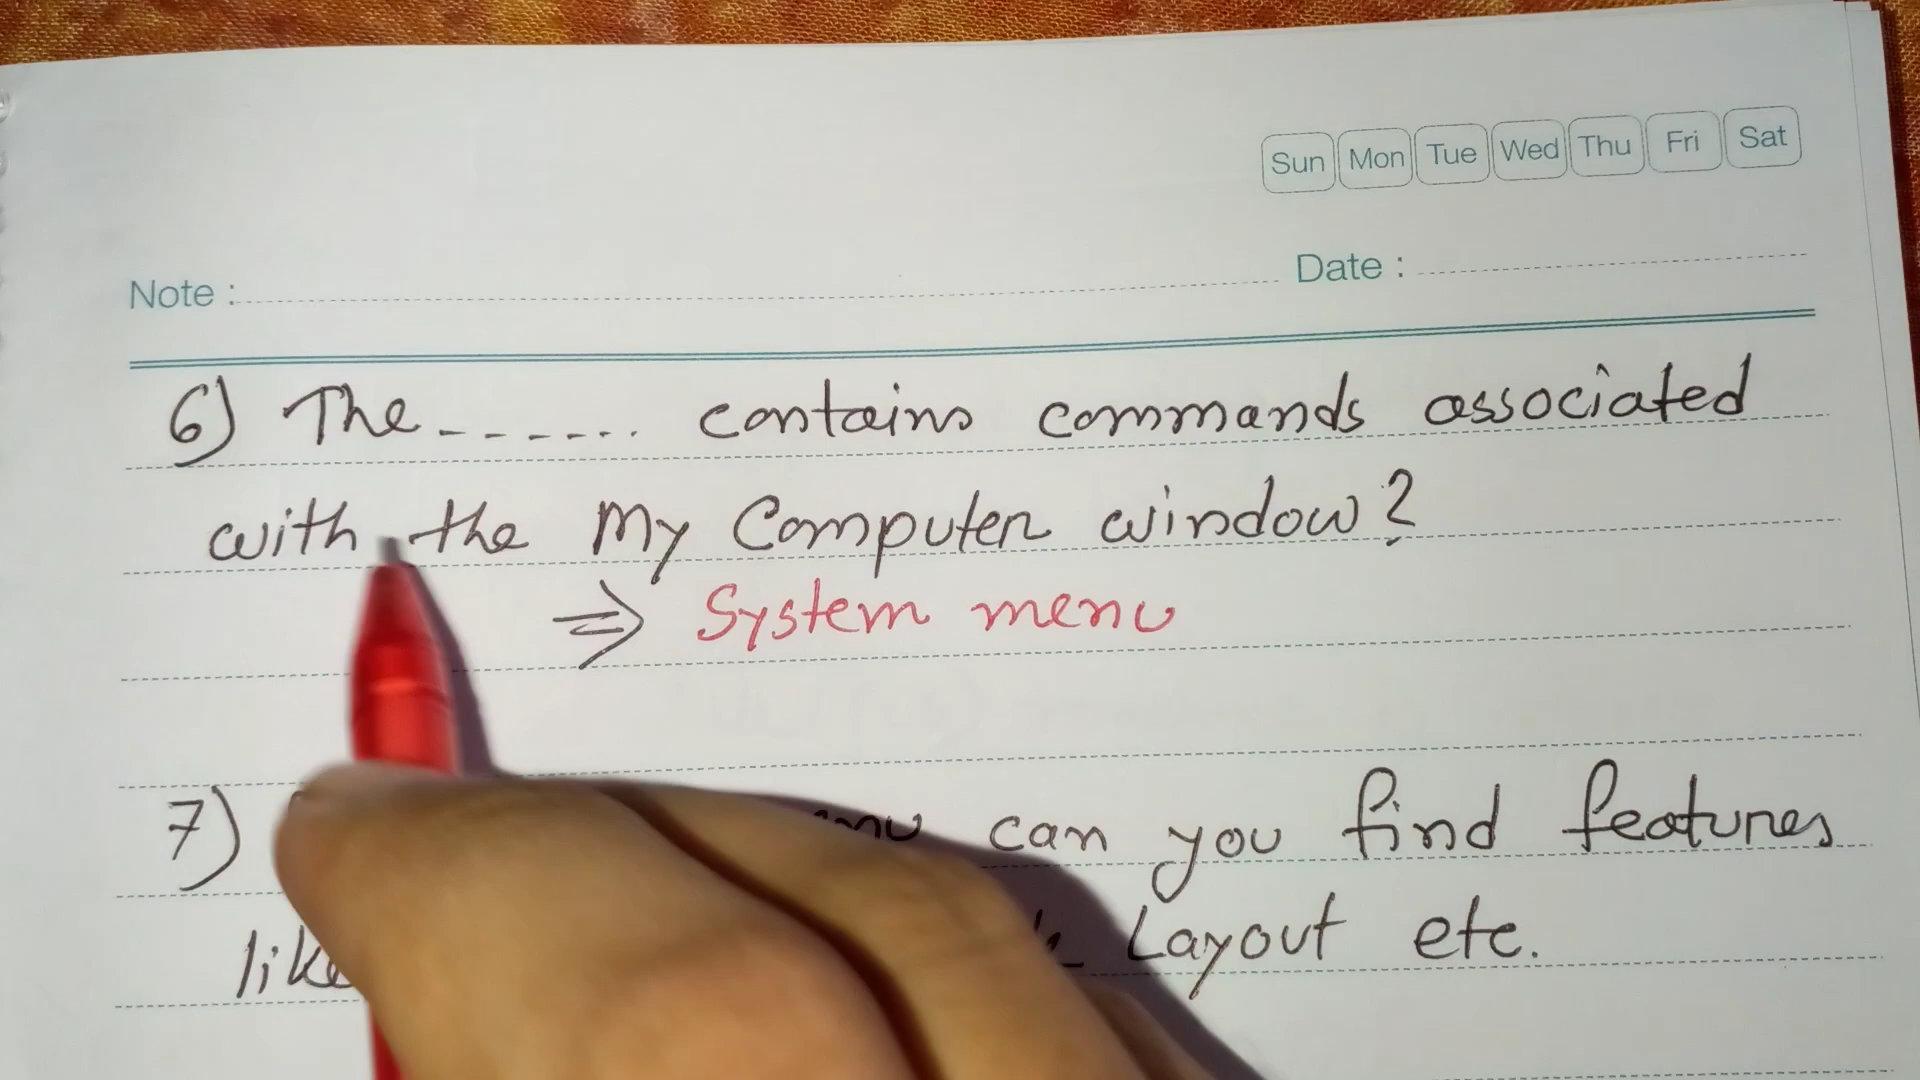 Sun Mon Tue Wed Thu Fri Sat
Note : Date :
6) The ------- contains commands associated
with the My Computer window?
⇒ System menu
7) can you find features
like Layout etc.